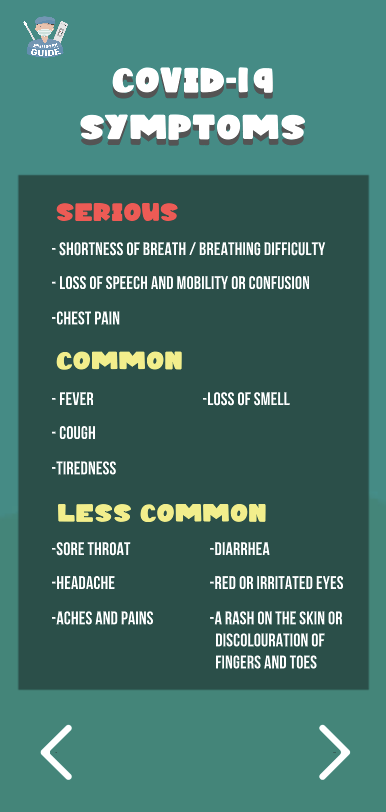 GUIDE
COVID-19
SYMPTOMS
SERIOUS
- SHORTNESS OF BREATH / BREATHING DIFFICULTY
- LOSS OF SPEECH AND MOBILITY OR CONFUSION
-CHEST PAIN
COMMON
- FEVER
- COUGH
-TIREDNESS
-LOSS OF SMELL
LESS COMMON
-SORE THROAT
-HEADACHE
-ACHES AND PAINS
-DIARRHEA
-RED OR IRRITATED EYES
-A RASH ON THE SKIN OR
DISCOLOURATION OF
FINGERS AND TOES